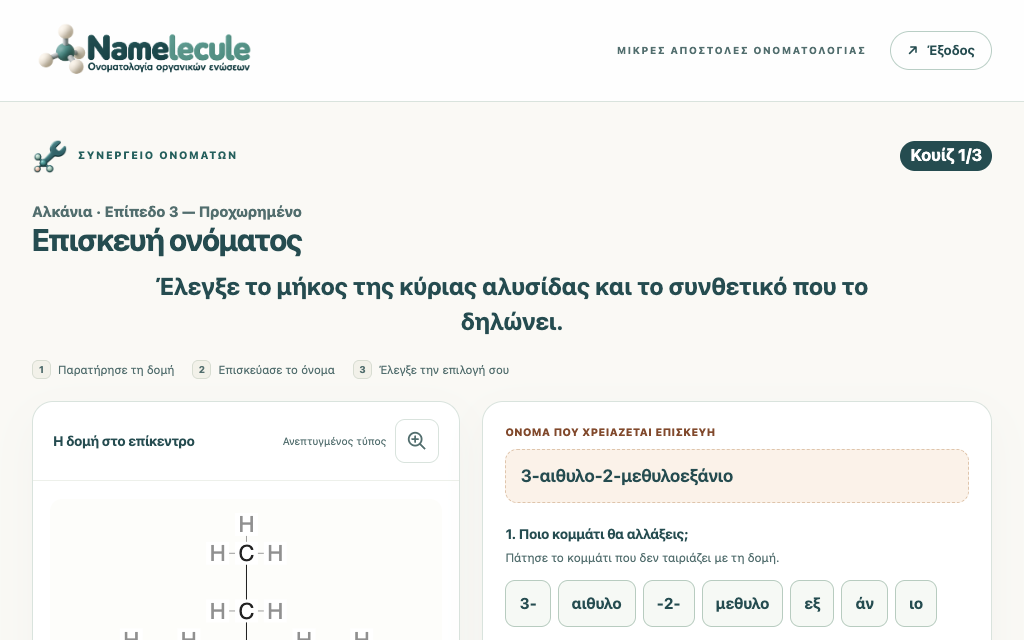 Namelecule
Ονοματολογία οργανικών ενώσεων
ΜΙΚΡΕΣ ΑΠΟΣΤΟΛΕΣ ΟΝΟΜΑΤΟΛΟΓΙΑΣ
Έξοδος
ΣΥΝΕΡΓΕΙΟ ΟΝΟΜΑΤΩΝ
Κουίζ 1/3
Αλκάνια · Επίπεδο 3 — Προχωρημένο
Επισκευή ονόματος
Έλεγξε το μήκος της κύριας αλυσίδας και το συνθετικό που το
δηλώνει.
1 Παρατήρησε τη δομή 2 Επισκεύασε το όνομα 3 Έλεγξε την επιλογή σου
Η δομή στο επίκεντρο
Ανεπτυγμένος τύπος
H
H-C-H
H-C-H
H H H H
ΟΝΟΜΑ ΠΟΥ ΧΡΕΙΑΖΕΤΑΙ ΕΠΙΣΚΕΥΗ
3-αιθυλο-2-μεθυλοεξάνιο
1. Ποιο κομμάτι θα αλλάξεις;
Πάτησε το κομμάτι που δεν ταιριάζει με τη δομή.
3- αιθυλο -2- μεθυλο εξ άν ιο